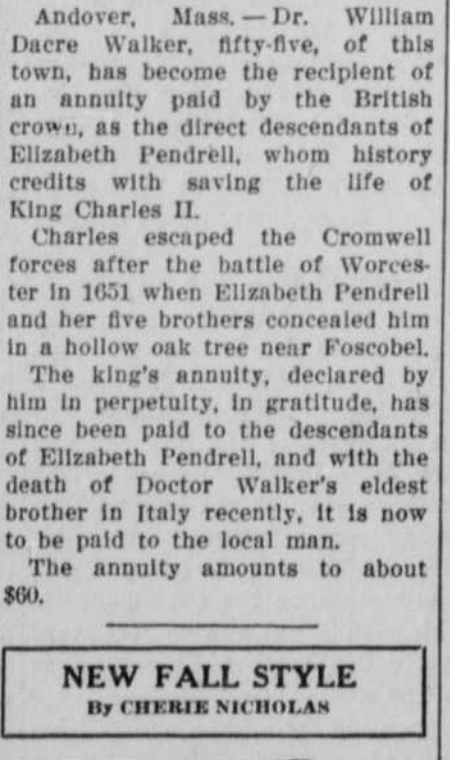 Andover, Mass. — Dr. William
Dacre Walker, fifty-five, of this
town, has become the recipient of
an annuity paid by the British
crown, as the direct descendants of
Elizabeth Pendrell, whom history
credits with saving the life of
King Charles II.
Charles escaped the Cromwell
forces after the battle of Worces-
ter in 1651 when Elizabeth Pendrell
and her five brothers concealed him
in a hollow oak tree near Foscobel.
The king's annuity, declared by
him in perpetuity, in gratitude, has
since been paid to the descendants
of Elizabeth Pendrell, and with the
death of Doctor Walker's eldest
brother in Italy recently, it is now
to be paid to the local man.
The annuity amounts to about
$60.
NEW FALL STYLE
By CHERIE NICHOLAS